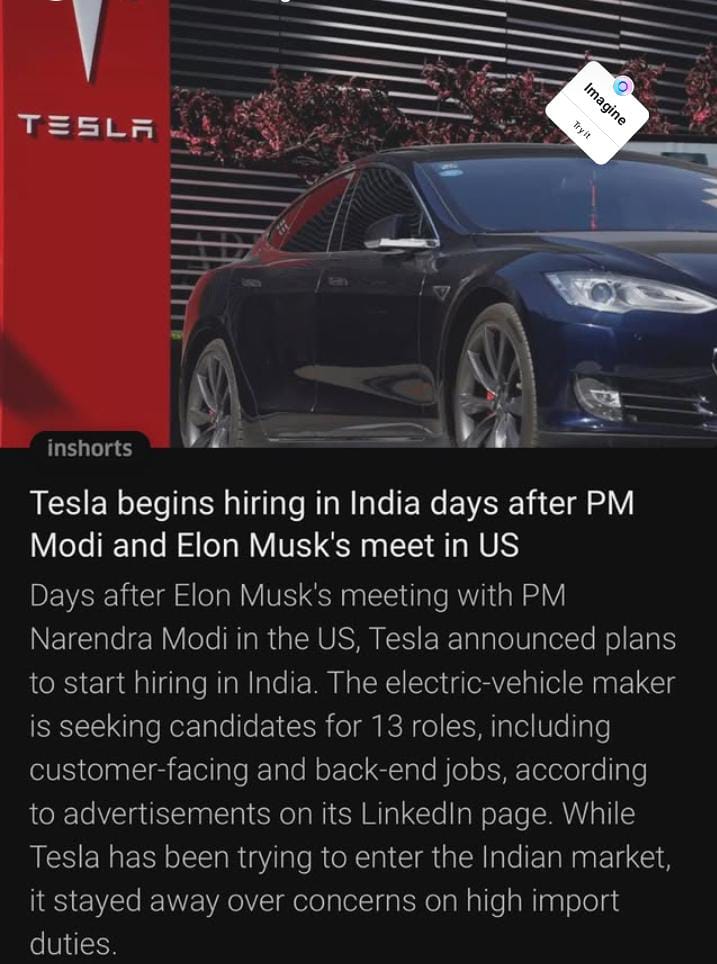 TESLA
Imagine
Try it
inshorts
Tesla begins hiring in India days after PM
Modi and Elon Musk's meet in US
Days after Elon Musk's meeting with PM
Narendra Modi in the US, Tesla announced plans
to start hiring in India. The electric-vehicle maker
is seeking candidates for 13 roles, including
customer-facing and back-end jobs, according
to advertisements on its LinkedIn page. While
Tesla has been trying to enter the Indian market,
it stayed away over concerns on high import
duties.